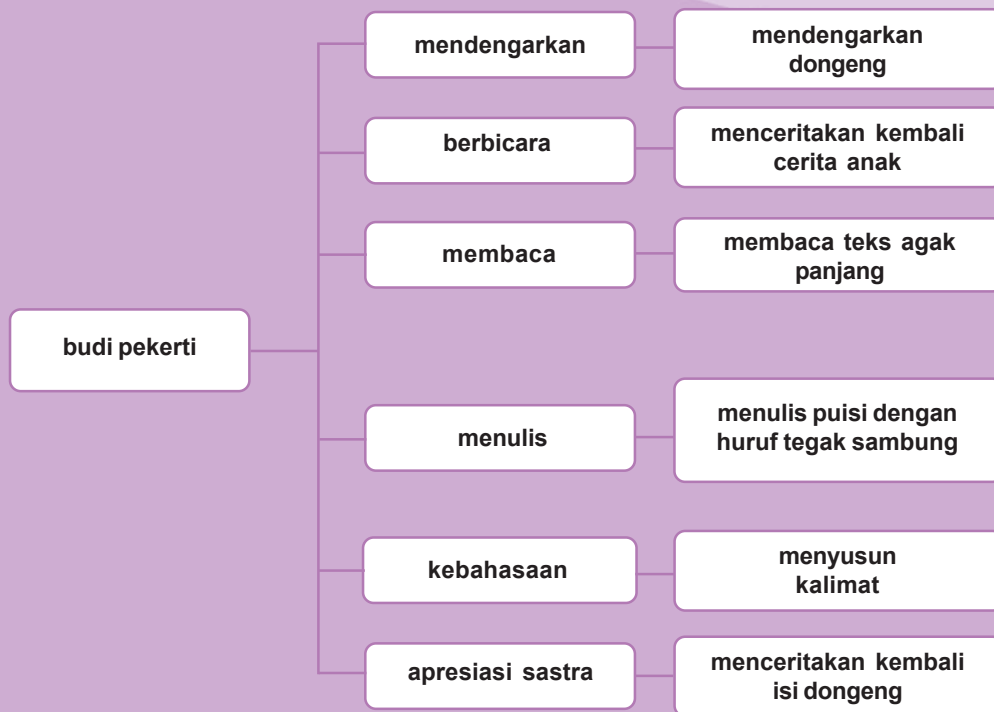 mendengarkan
mendengarkan
dongeng
berbicara
menceritakan kembali
cerita anak
membaca
membaca teks agak
panjang
budi pekerti
menulis
menulis puisi dengan
huruf tegak sambung
kebahasaan
menyusun
kalimat
apresiasi sastra
menceritakan kembali
isi dongeng